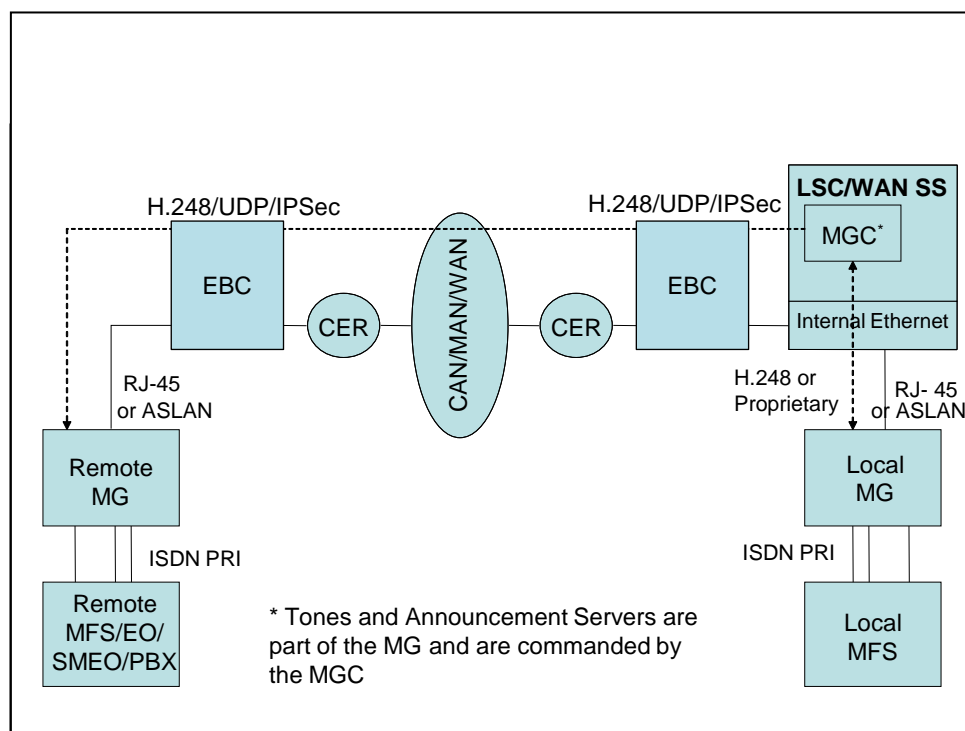 LSC/WAN SS
H.248/UDP/IPSec
H.248/UDP/IPSec
MGC*
EBC
CER
CAN/MAN/WAN
CER
EBC
Internal Ethernet
RJ-45
or ASLAN
H.248 or
Proprietary
RJ- 45
or ASLAN
Remote
MG
Local
MG
ISDN PRI
ISDN PRI
Remote
MFS/EO/
SMEO/PBX
* Tones and Announcement Servers are
part of the MG and are commanded by
the MGC
Local
MFS